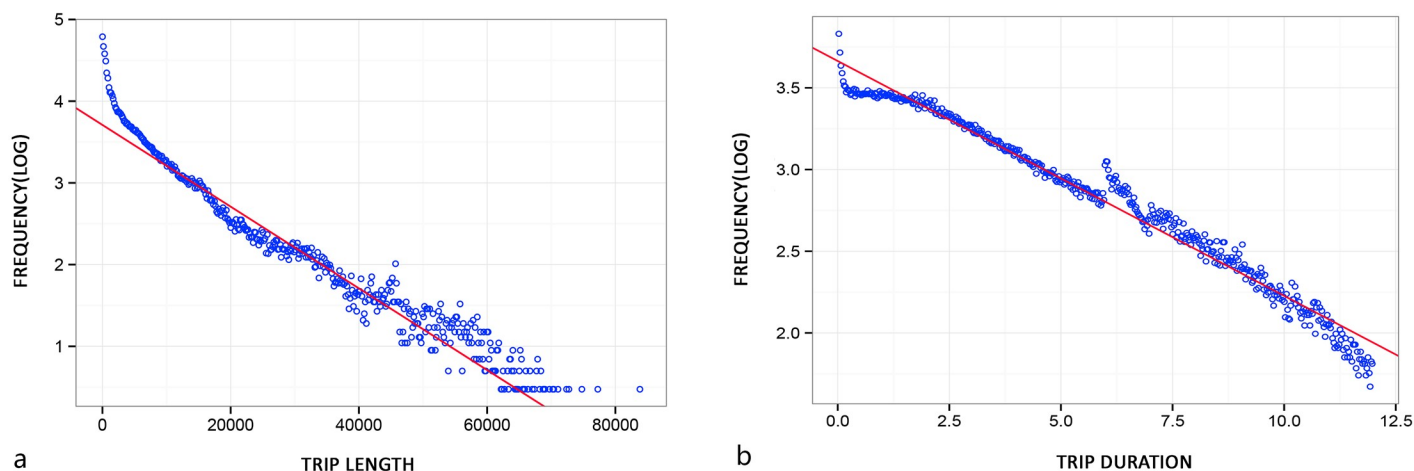 5
4
3
2
1
FREQUENCY(LOG)
0 20000 40000 60000 80000
TRIP LENGTH
a
3.5
3.0
2.5
2.0
FREQUENCY(LOG)
0.0 2.5 5.0 7.5 10.0 12.5
TRIP DURATION
b